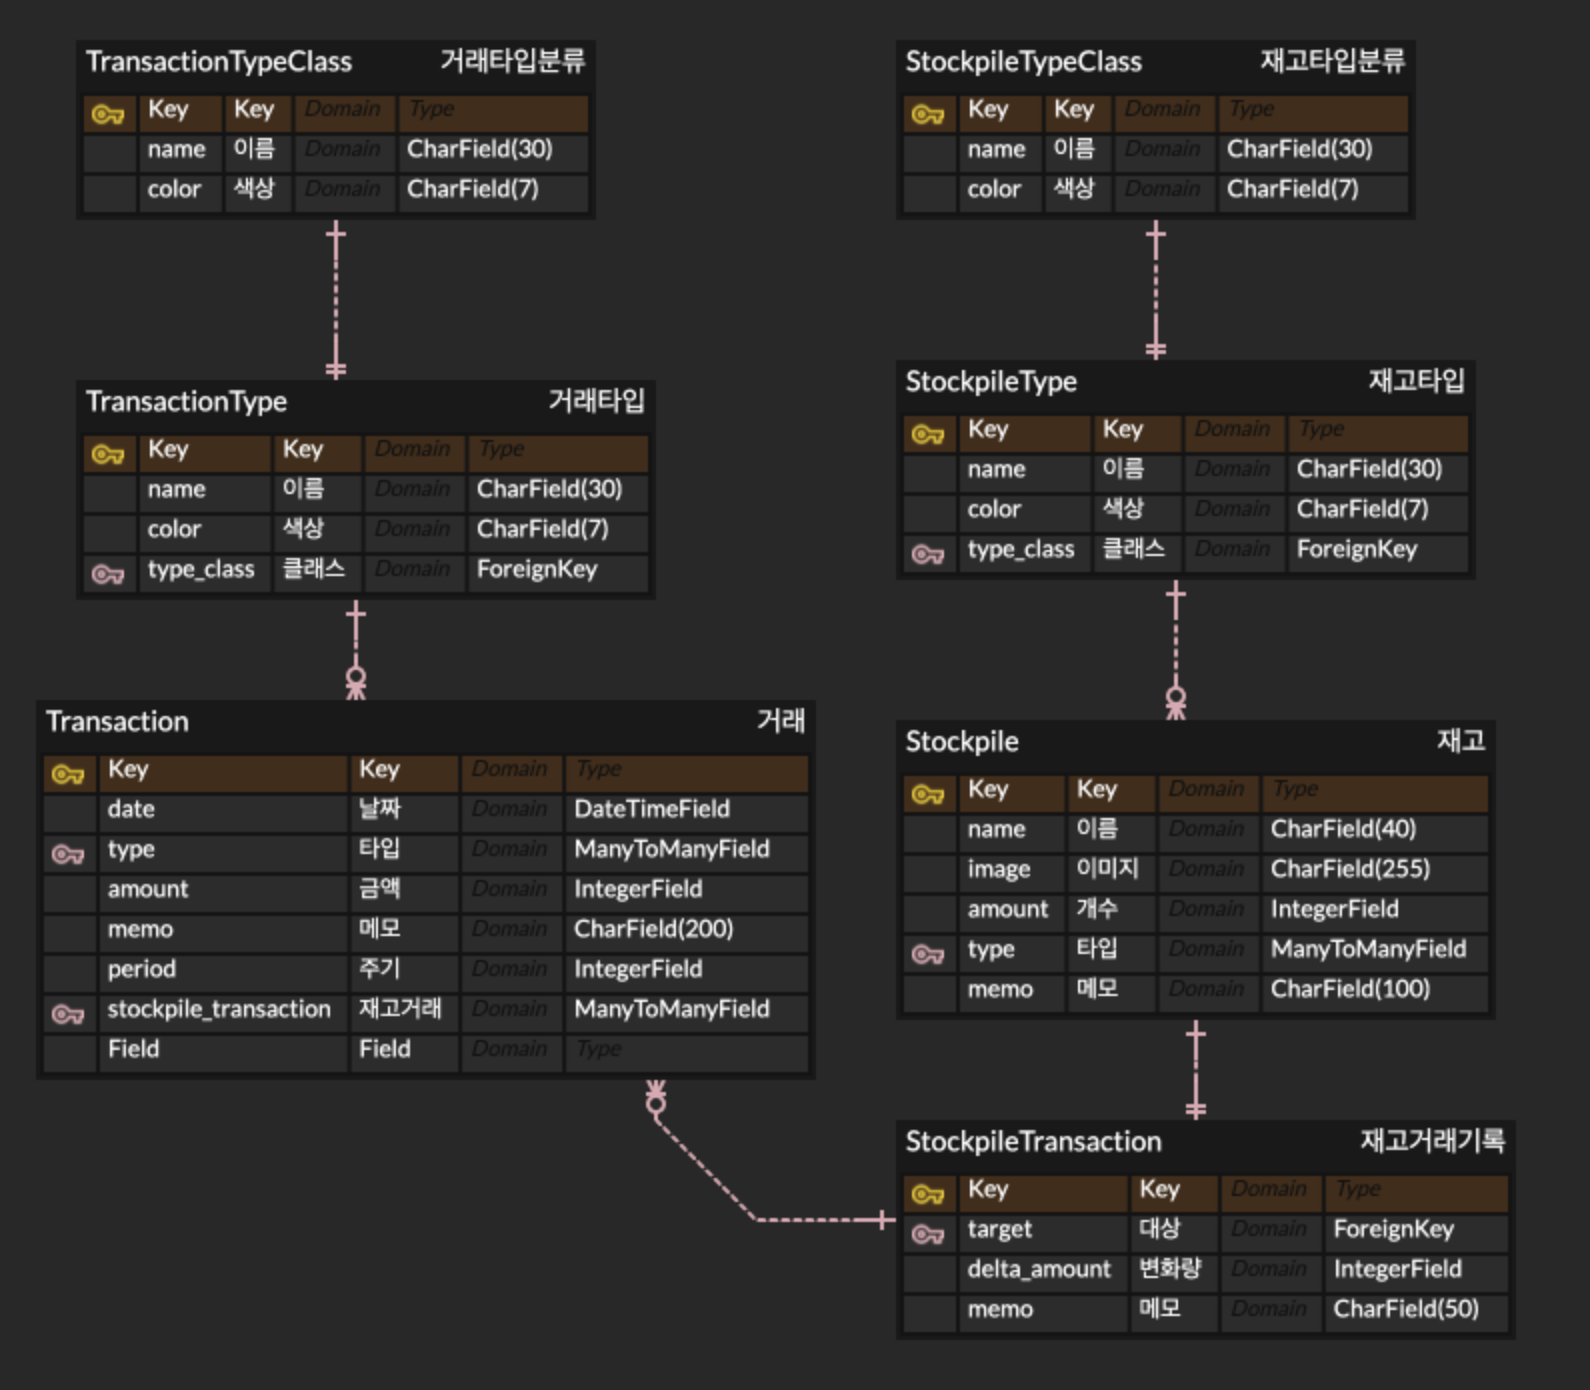 TransactionTypeClass 거래타입분류
Key Key Domain Type
name 이름 Domain CharField(30)
color 색상 Domain CharField(7)
TransactionType 거래타입
Key Key Domain Type
name 이름 Domain CharField(30)
color 색상 Domain CharField(7)
type_class 클래스 Domain ForeignKey
Transaction 거래
Key Key Domain Type
date 날짜 Domain DateTimeField
type 타입 Domain ManyToManyField
amount 금액 Domain IntegerField
memo 메모 Domain CharField(200)
period 주기 Domain IntegerField
stockpile_transaction 재고거래 Domain ManyToManyField
Field Field Domain Type
StockpileTypeClass 재고타입분류
Key Key Domain Type
name 이름 Domain CharField(30)
color 색상 Domain CharField(7)
StockpileType 재고타입
Key Key Domain Type
name 이름 Domain CharField(30)
color 색상 Domain CharField(7)
type_class 클래스 Domain ForeignKey
Stockpile 재고
Key Key Domain Type
name 이름 Domain CharField(40)
image 이미지 Domain CharField(255)
amount 개수 Domain IntegerField
type 타입 Domain ManyToManyField
memo 메모 Domain CharField(100)
StockpileTransaction 재고거래기록
Key Key Domain Type
target 대상 Domain ForeignKey
delta_amount 변화량 Domain IntegerField
memo 메모 Domain CharField(50)